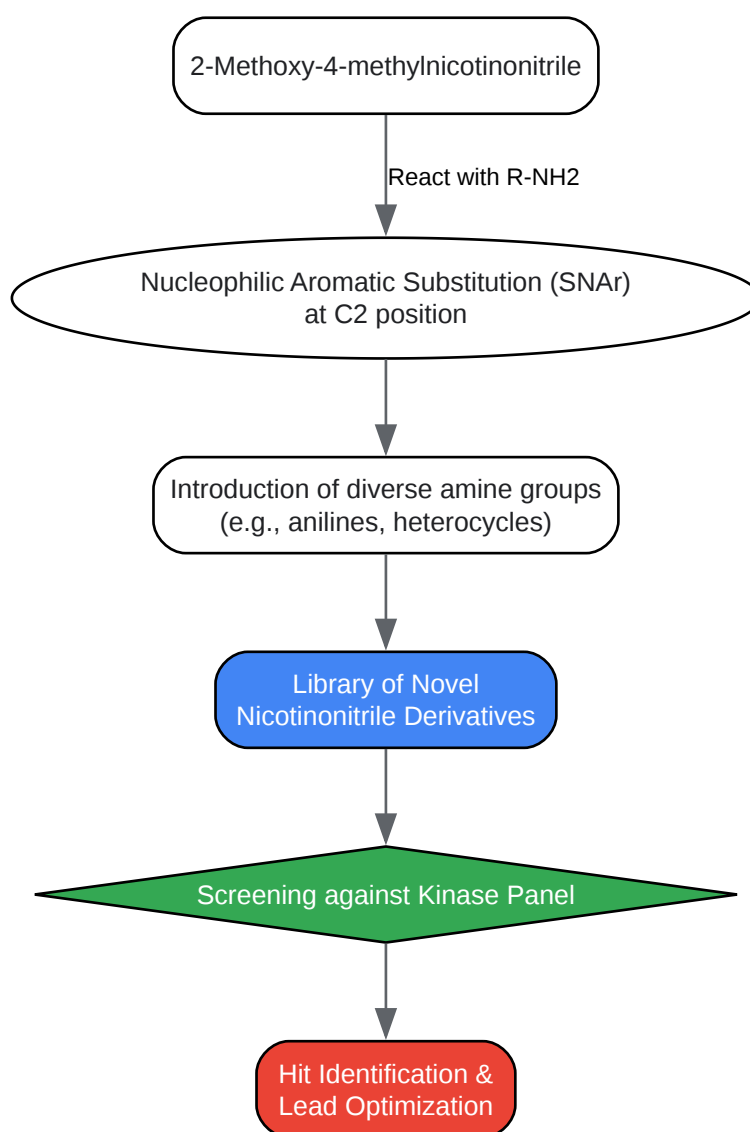 2-Methoxy-4-methylnicotinonitrile
React with R-NH2
Nucleophilic Aromatic Substitution (SNAr)
at C2 position
Introduction of diverse amine groups
(e.g., anilines, heterocycles)
Library of Novel
Nicotinonitrile Derivatives
Screening against Kinase Panel
Hit Identification &
Lead Optimization